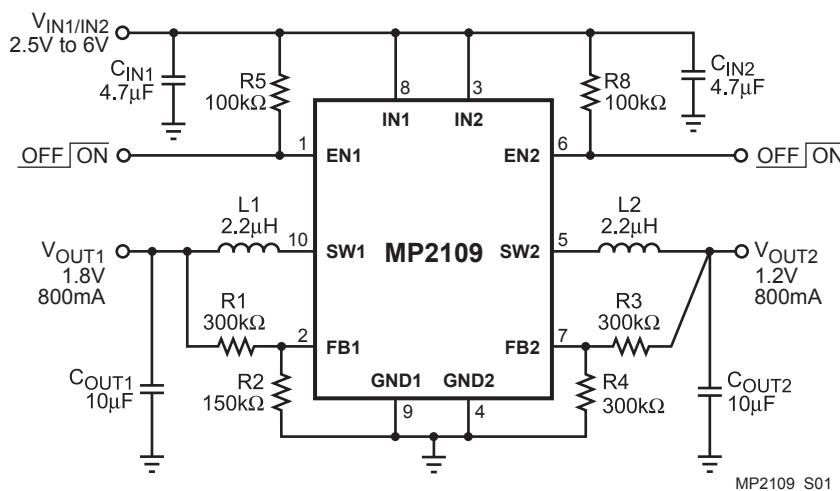 VIN1/IN2
2.5V to 6V
CIN1
4.7µF
R5
100kΩ
8
IN1
3
IN2
R8
100kΩ
CIN2
4.7µF
OFF ON
1
EN1
EN2
6
OFF ON
L1
2.2µH
L2
2.2µH
VOUT1
1.8V
800mA
10
SW1
MP2109
SW2
5
VOUT2
1.2V
800mA
R1
300kΩ
2
FB1
FB2
7
R3
300kΩ
COUT1
10µF
R2
150kΩ
GND1
9
GND2
4
R4
300kΩ
COUT2
10µF
MP2109_S01